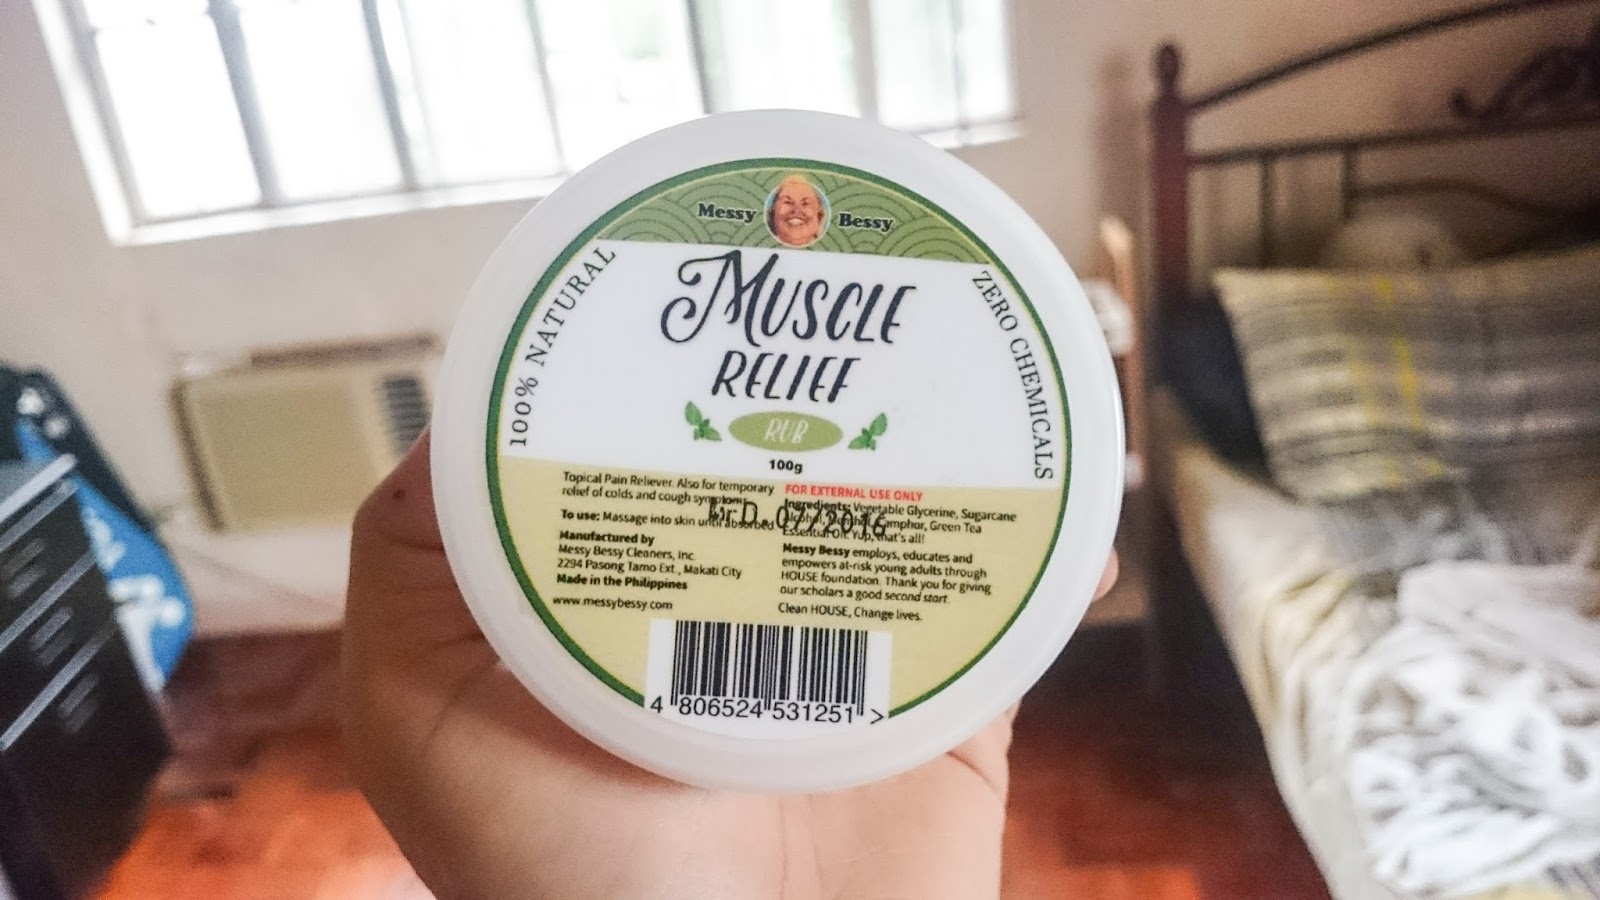 Messy Bessy
100% NATURAL
MUSCLE
RELIEF
RUB
100g
ZERO CHEMICALS
Topical Pain Reliever. Also for temporary
relief of colds and cough symptoms.
To use: Massage into skin until absorbed
Manufactured by
Messy Bessy Cleaners, Inc.
2294 Pasong Tamo Ext., Makati City
Made in the Philippines
www.messybessy.com
FOR EXTERNAL USE ONLY
Ingredients: Vegetable Glycerine, Sugarcane
Alcohol, Menthol, Camphor, Green Tea
Essential Oil. Yup, that's all!
07/2016
Messy Bessy employs, educates and
empowers at-risk young adults through
HOUSE foundation. Thank you for giving
our scholars a good second start.
Clean HOUSE, Change lives.
4 806524 531251 >